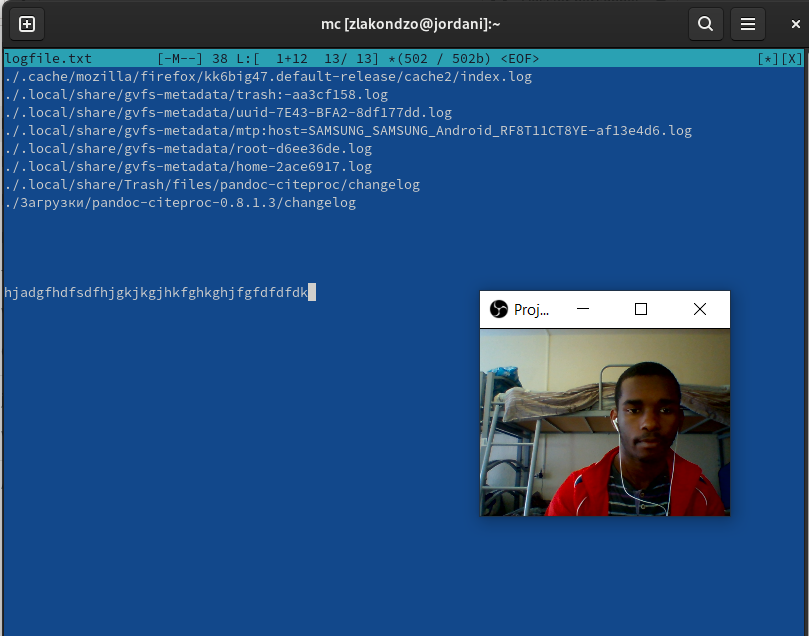 mc [zlakondzo@jordani]:~
logfile.txt [-M--] 38 L:[ 1+12 13/ 13] *(502 / 502b) <EOF> [*][X]
./.cache/mozilla/firefox/kk6big47.default-release/cache2/index.log
./.local/share/gvfs-metadata/trash:-aa3cf158.log
./.local/share/gvfs-metadata/uuid-7E43-BFA2-8df177dd.log
./.local/share/gvfs-metadata/mtp:host=SAMSUNG_SAMSUNG_Android_RF8T11CT8YE-af13e4d6.log
./.local/share/gvfs-metadata/root-d6ee36de.log
./.local/share/gvfs-metadata/home-2ace6917.log
./.local/share/Trash/files/pandoc-citeproc/changelog
./Загрузки/pandoc-citeproc-0.8.1.3/changelog
hjadgfhdfsdfhjgkjkgjhkfghkghjfgfdfdfdk
Proj...